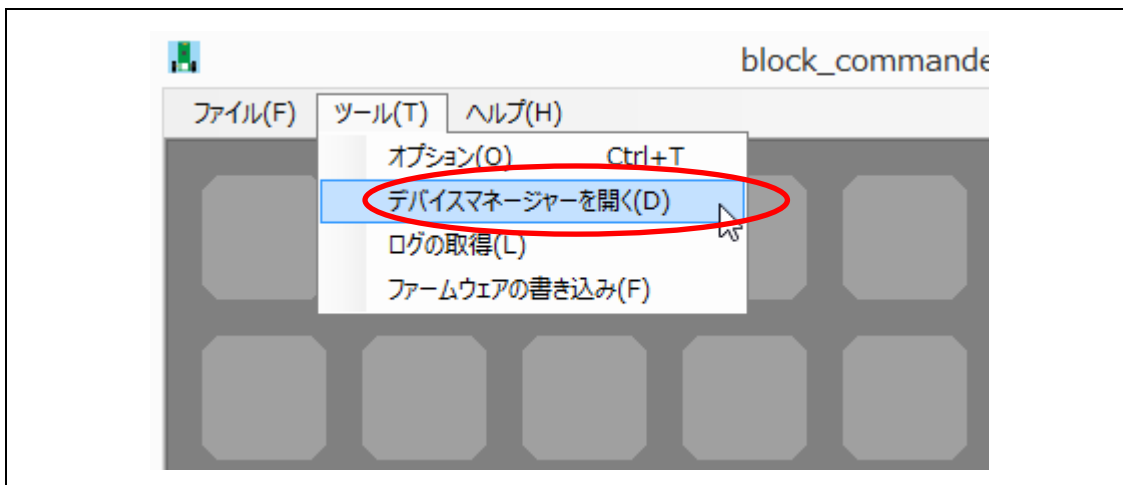 block_commande
ファイル(F) ツール(T) ヘルプ(H)
オプション(O) Ctrl+T
デバイスマネージャーを開く(D)
ログの取得(L)
ファームウェアの書き込み(F)